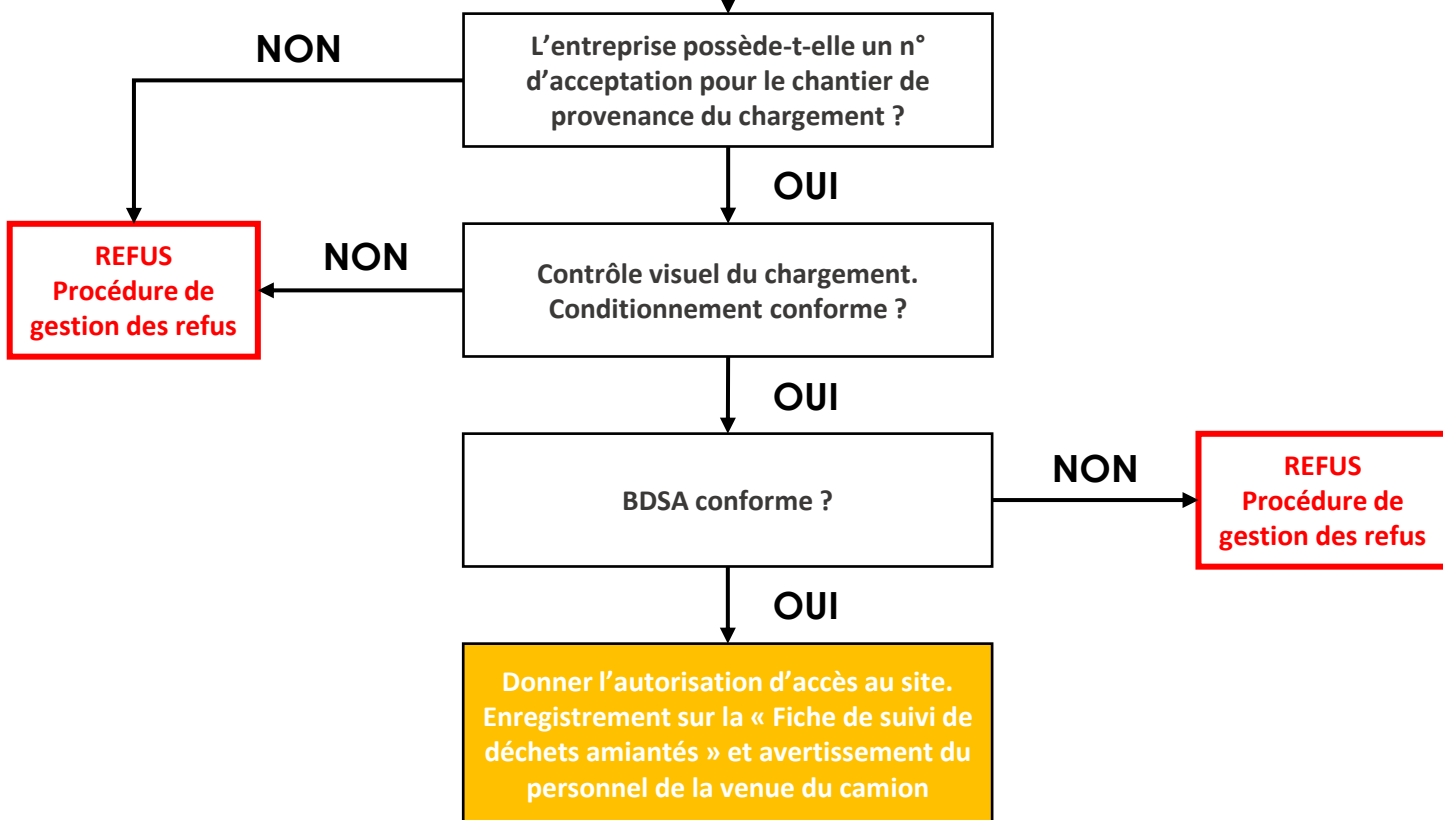 NON
L’entreprise possède-t-elle un n°
d’acceptation pour le chantier de
provenance du chargement ?
OUI
REFUS
Procédure de
gestion des refus
NON
Contrôle visuel du chargement.
Conditionnement conforme ?
OUI
BDSA conforme ?
NON
REFUS
Procédure de
gestion des refus
OUI
Donner l’autorisation d’accès au site.
Enregistrement sur la « Fiche de suivi de
déchets amiantés » et avertissement du
personnel de la venue du camion